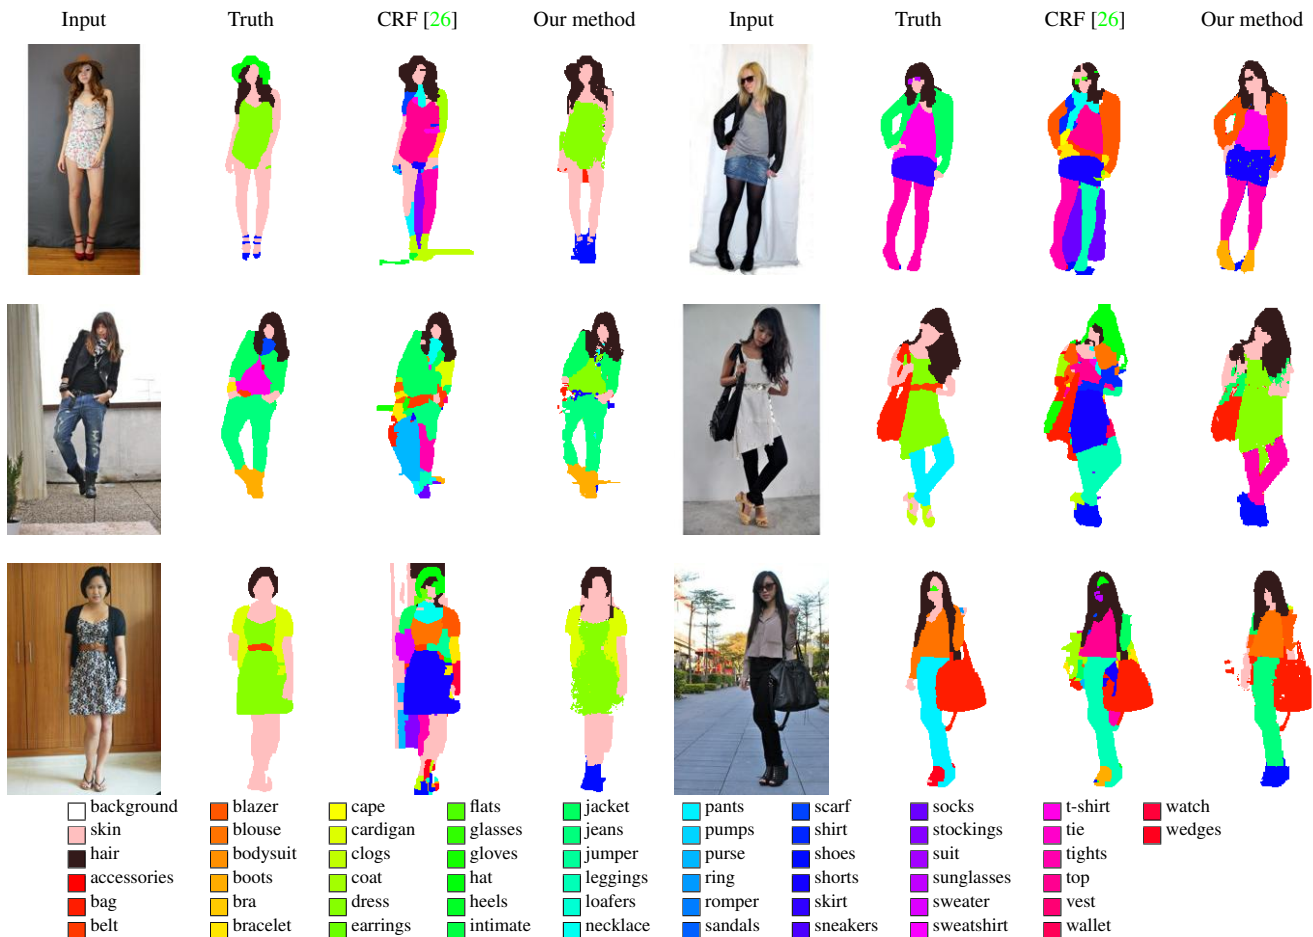 Input Truth CRF [26] Our method Input Truth CRF [26] Our method
background blazer cape flats jacket pants scarf socks t-shirt watch
skin blouse cardigan glasses jeans pumps shirt stockings tie wedges
hair bodysuit clogs gloves jumper purse shoes suit tights
accessories boots coat hat leggings ring shorts sunglasses top
bag bra dress heels loafers romper skirt sweater vest
belt bracelet earrings intimate necklace sandals sneakers sweatshirt wallet